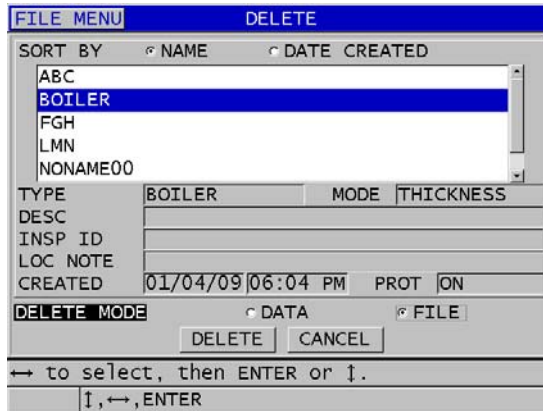 FILE MENU DELETE
SORT BY NAME DATE CREATED
ABC
BOILER
FGH
LMN
NONAME00
TYPE BOILER MODE THICKNESS
DESC
INSP ID
LOC NOTE
CREATED 01/04/09 06:04 PM PROT ON
DELETE MODE DATA FILE
DELETE CANCEL
↔ to select, then ENTER or ↕.
↕,↔,ENTER